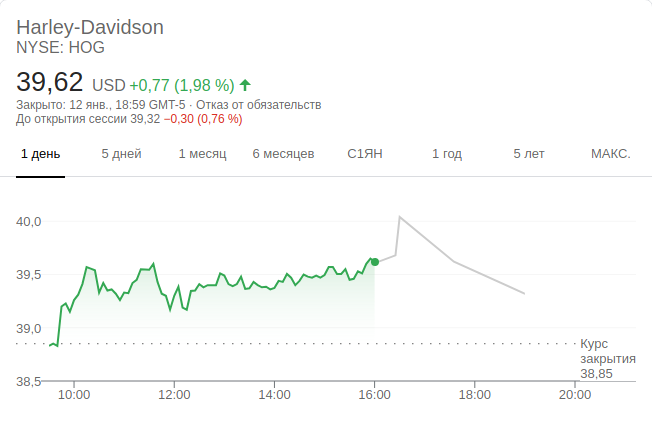 Harley-Davidson
NYSE: HOG
39,62 USD +0,77 (1,98 %)
Закрыто: 12 янв., 18:59 GMT-5 · Отказ от обязательств
До открытия сессии 39,32 −0,30 (0,76 %)
1 день 5 дней 1 месяц 6 месяцев С1ЯН 1 год 5 лет МАКС.
40,0
39,5
39,0
Курс
закрытия
38,85
38,5
10:00 12:00 14:00 16:00 18:00 20:00